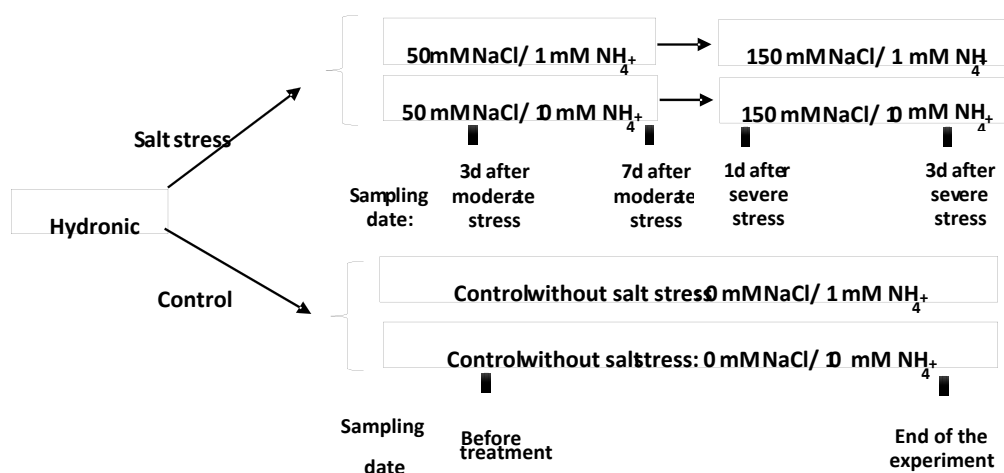 50 mM NaCl/ 1 mM NH4+
150 mM NaCl/ 1 mM NH4+
50 mM NaCl/ 10 mM NH4+
150 mM NaCl/ 10 mM NH4+
Salt stress
Sampling date:
3d after moderate stress
7d after moderate stress
1d after severe stress
3d after severe stress
Hydronic
Control
Control without salt stress: 0 mM NaCl/ 1 mM NH4+
Control without salt stress: 0 mM NaCl/ 10 mM NH4+
Sampling date
Before treatment
End of the experiment